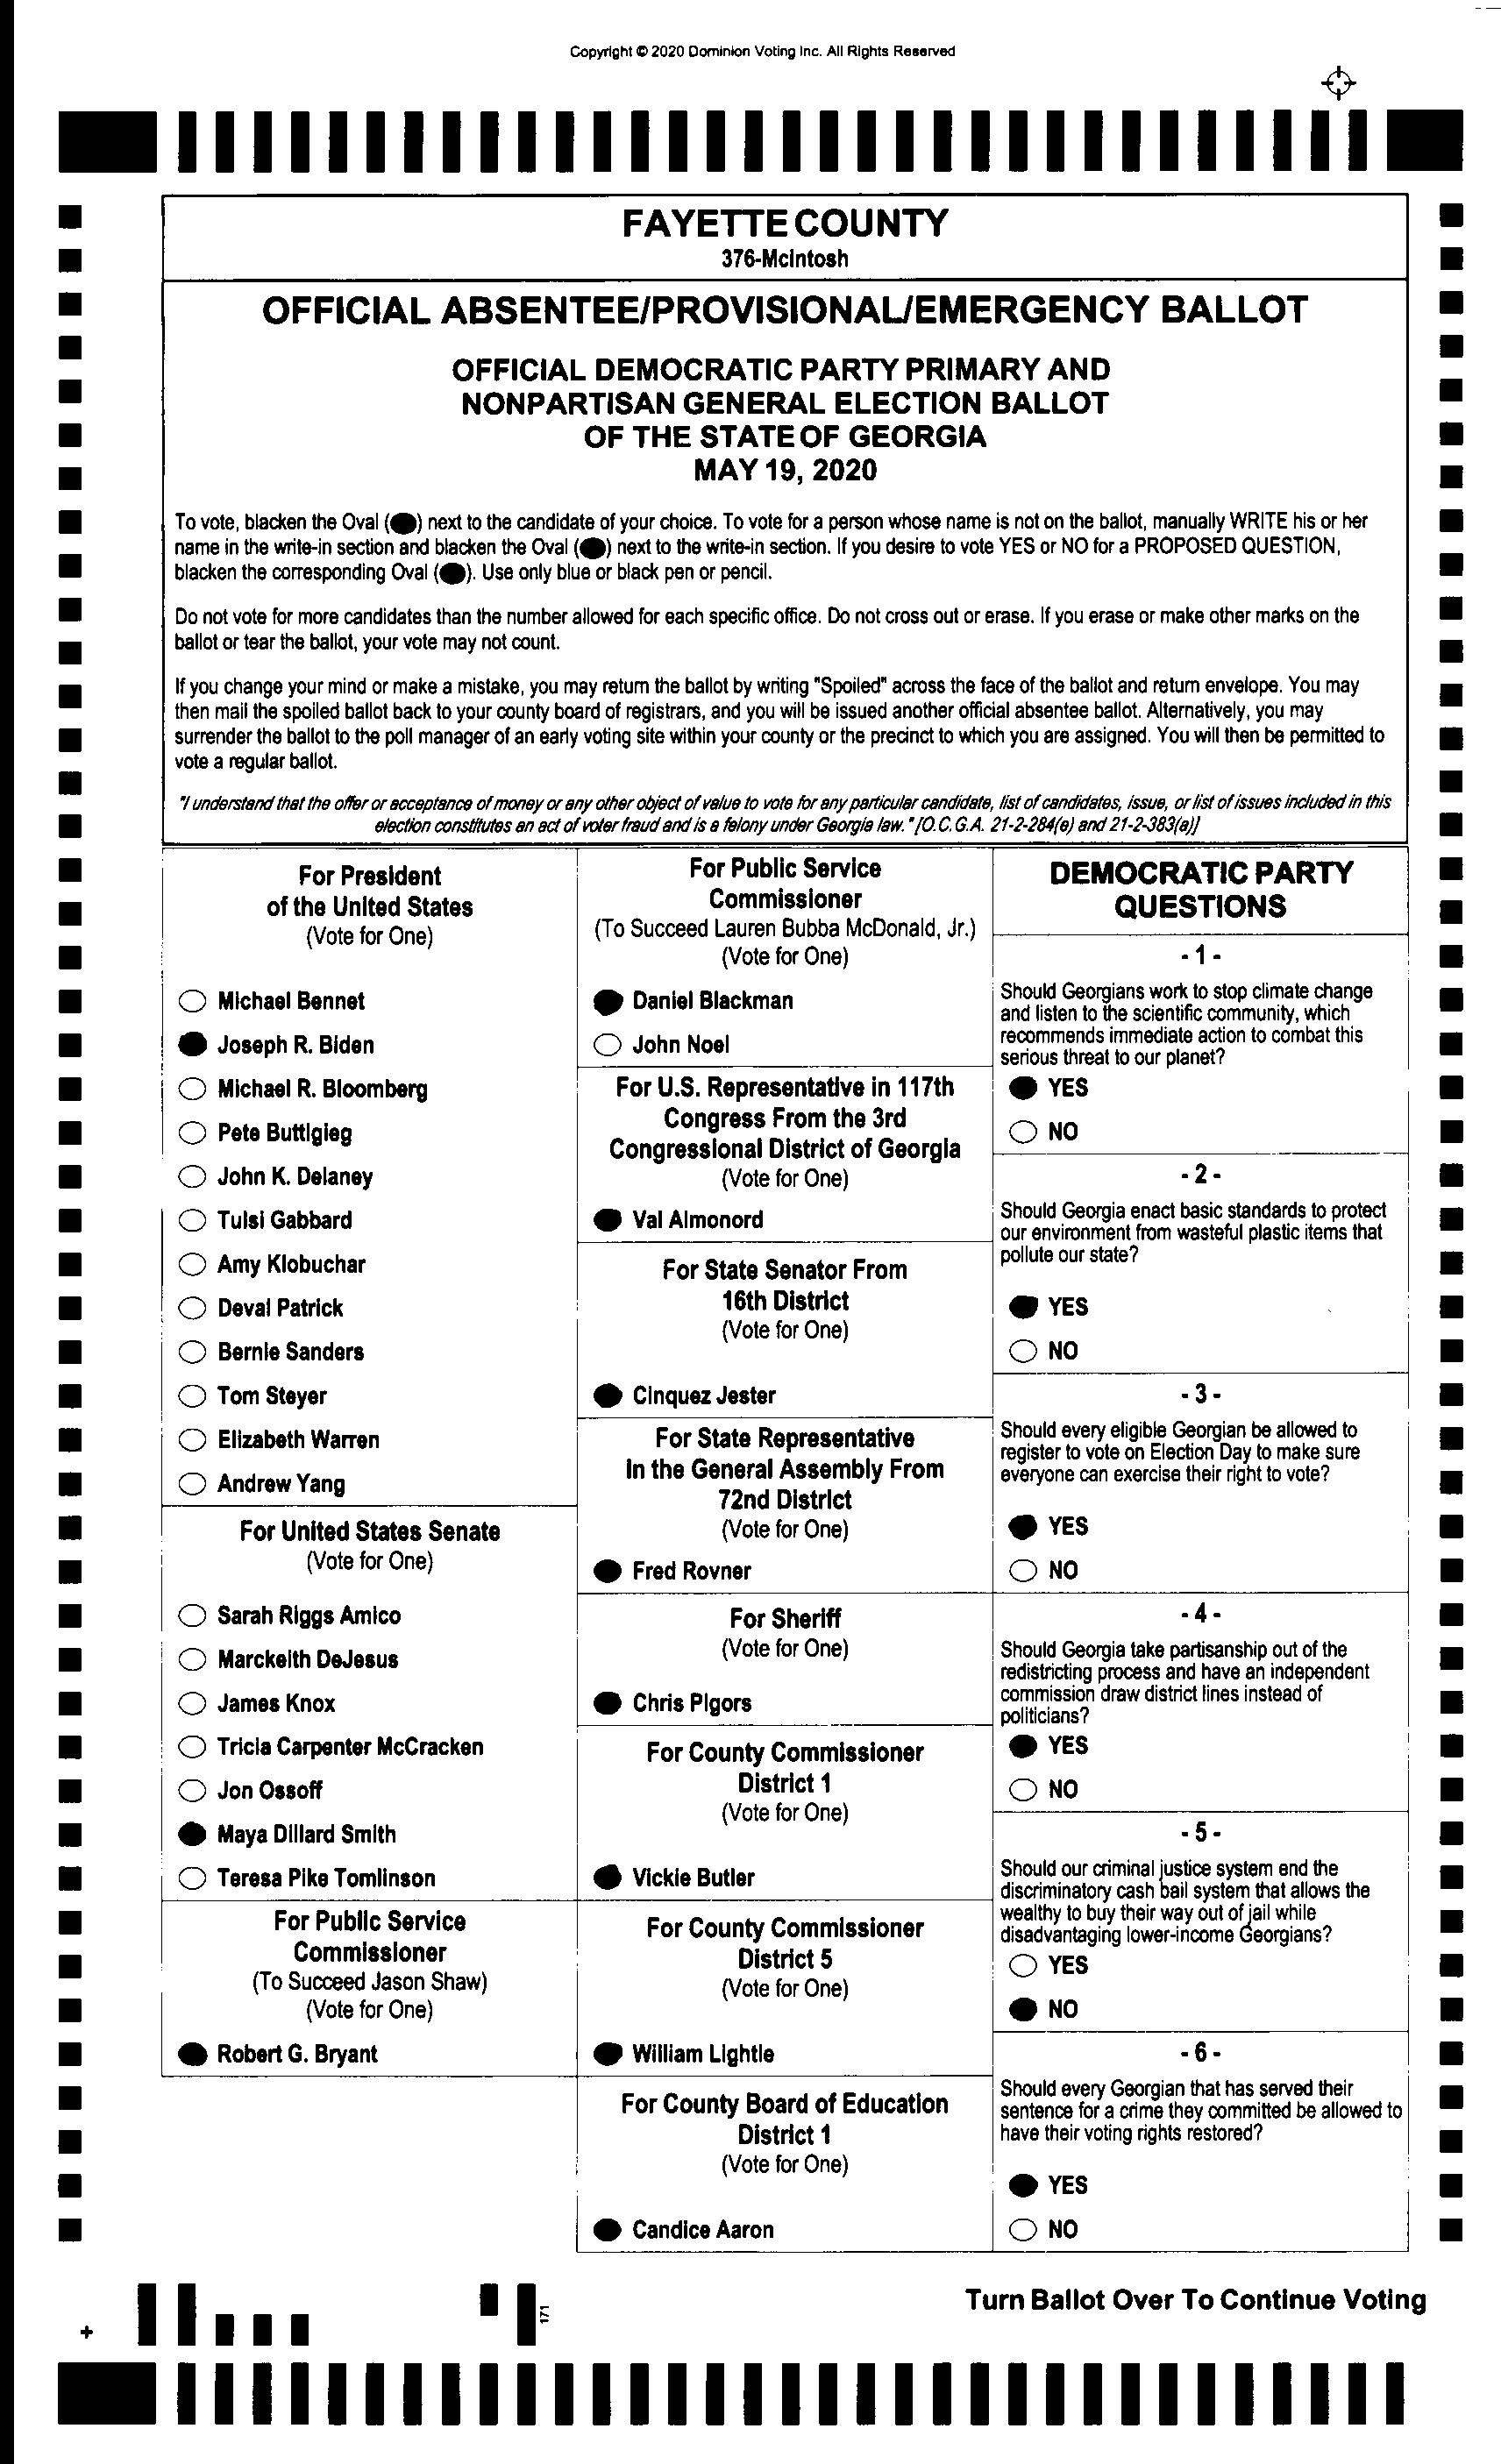 Copyright © 2020 Dominion Voting Inc. All Rights Reserved
FAYETTE COUNTY
376-McIntosh
OFFICIAL ABSENTEE/PROVISIONAL/EMERGENCY BALLOT
OFFICIAL DEMOCRATIC PARTY PRIMARY AND
NONPARTISAN GENERAL ELECTION BALLOT
OF THE STATE OF GEORGIA
MAY 19, 2020
To vote, blacken the Oval ( ) next to the candidate of your choice. To vote for a person whose name is not on the ballot, manually WRITE his or her
name in the write-in section and blacken the Oval ( ) next to the write-in section. If you desire to vote YES or NO for a PROPOSED QUESTION,
blacken the corresponding Oval ( ). Use only blue or black pen or pencil.
Do not vote for more candidates than the number allowed for each specific office. Do not cross out or erase. If you erase or make other marks on the
ballot or tear the ballot, your vote may not count.
If you change your mind or make a mistake, you may return the ballot by writing "Spoiled" across the face of the ballot and return envelope. You may
then mail the spoiled ballot back to your county board of registrars, and you will be issued another official absentee ballot. Alternatively, you may
surrender the ballot to the poll manager of an early voting site within your county or the precinct to which you are assigned. You will then be permitted to
vote a regular ballot.
"I understand that the offer or acceptance of money or any other object of value to vote for any particular candidate, list of candidates, issue, or list of issues included in this
election constitutes an act of voter fraud and is a felony under Georgia law." [O.C.G.A. 21-2-284(e) and 21-2-383(a)]
For President
of the United States
(Vote for One)
Michael Bennet
Joseph R. Biden
Michael R. Bloomberg
Pete Buttigieg
John K. Delaney
Tulsi Gabbard
Amy Klobuchar
Deval Patrick
Bernie Sanders
Tom Steyer
Elizabeth Warren
Andrew Yang
For United States Senate
(Vote for One)
Sarah Riggs Amico
Marckeith DeJesus
James Knox
Tricia Carpenter McCracken
Jon Ossoff
Maya Dillard Smith
Teresa Pike Tomlinson
For Public Service
Commissioner
(To Succeed Jason Shaw)
(Vote for One)
Robert G. Bryant
For Public Service
Commissioner
(To Succeed Lauren Bubba McDonald, Jr.)
(Vote for One)
Daniel Blackman
John Noel
For U.S. Representative in 117th
Congress From the 3rd
Congressional District of Georgia
(Vote for One)
Val Almonord
For State Senator From
16th District
(Vote for One)
Cinquez Jester
For State Representative
In the General Assembly From
72nd District
(Vote for One)
Fred Rovner
For Sheriff
(Vote for One)
Chris Pigors
For County Commissioner
District 1
(Vote for One)
Vickie Butler
For County Commissioner
District 5
(Vote for One)
William Lightle
For County Board of Education
District 1
(Vote for One)
Candice Aaron
DEMOCRATIC PARTY
QUESTIONS
- 1 -
Should Georgians work to stop climate change
and listen to the scientific community, which
recommends immediate action to combat this
serious threat to our planet?
YES
NO
- 2 -
Should Georgia enact basic standards to protect
our environment from wasteful plastic items that
pollute our state?
YES
NO
- 3 -
Should every eligible Georgian be allowed to
register to vote on Election Day to make sure
everyone can exercise their right to vote?
YES
NO
- 4 -
Should Georgia take partisanship out of the
redistricting process and have an independent
commission draw district lines instead of
politicians?
YES
NO
- 5 -
Should our criminal justice system end the
discriminatory cash bail system that allows the
wealthy to buy their way out of jail while
disadvantaging lower-income Georgians?
YES
NO
- 6 -
Should every Georgian that has served their
sentence for a crime they committed be allowed to
have their voting rights restored?
YES
NO
Turn Ballot Over To Continue Voting
171
+